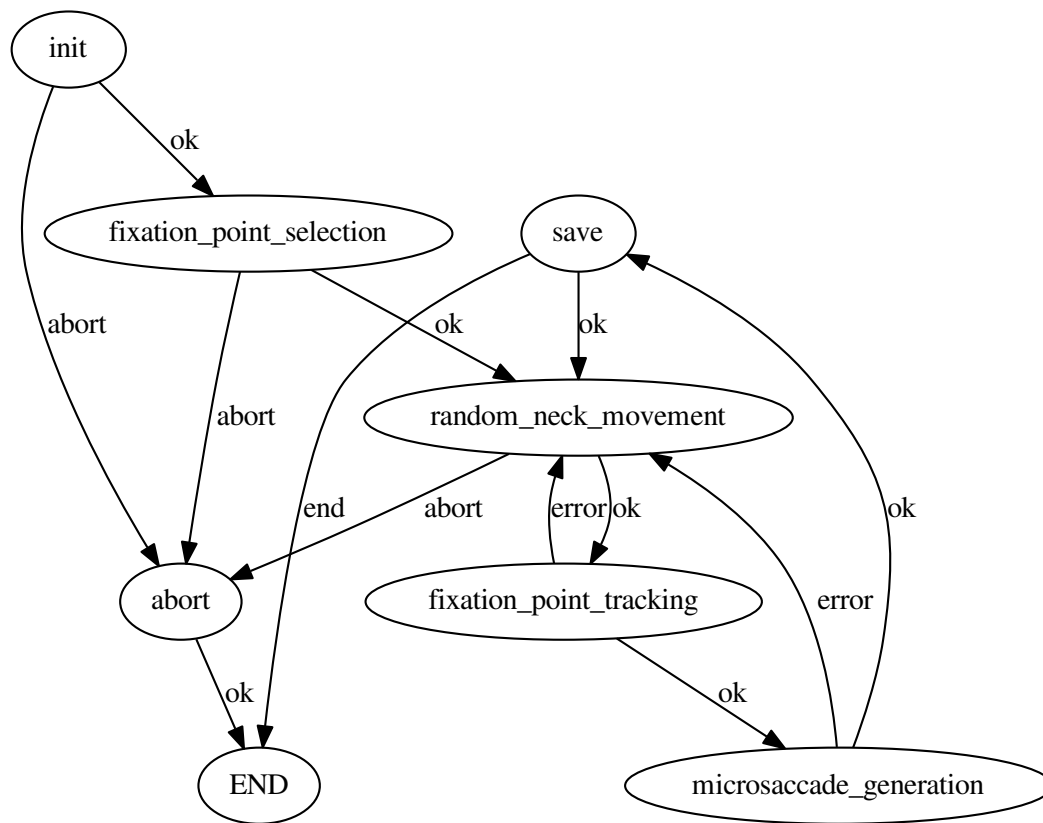 init
ok
fixation_point_selection
save
abort
ok
ok
abort
random_neck_movement
end
abort
error
ok
ok
abort
fixation_point_tracking
error
ok
ok
END
microsaccade_generation